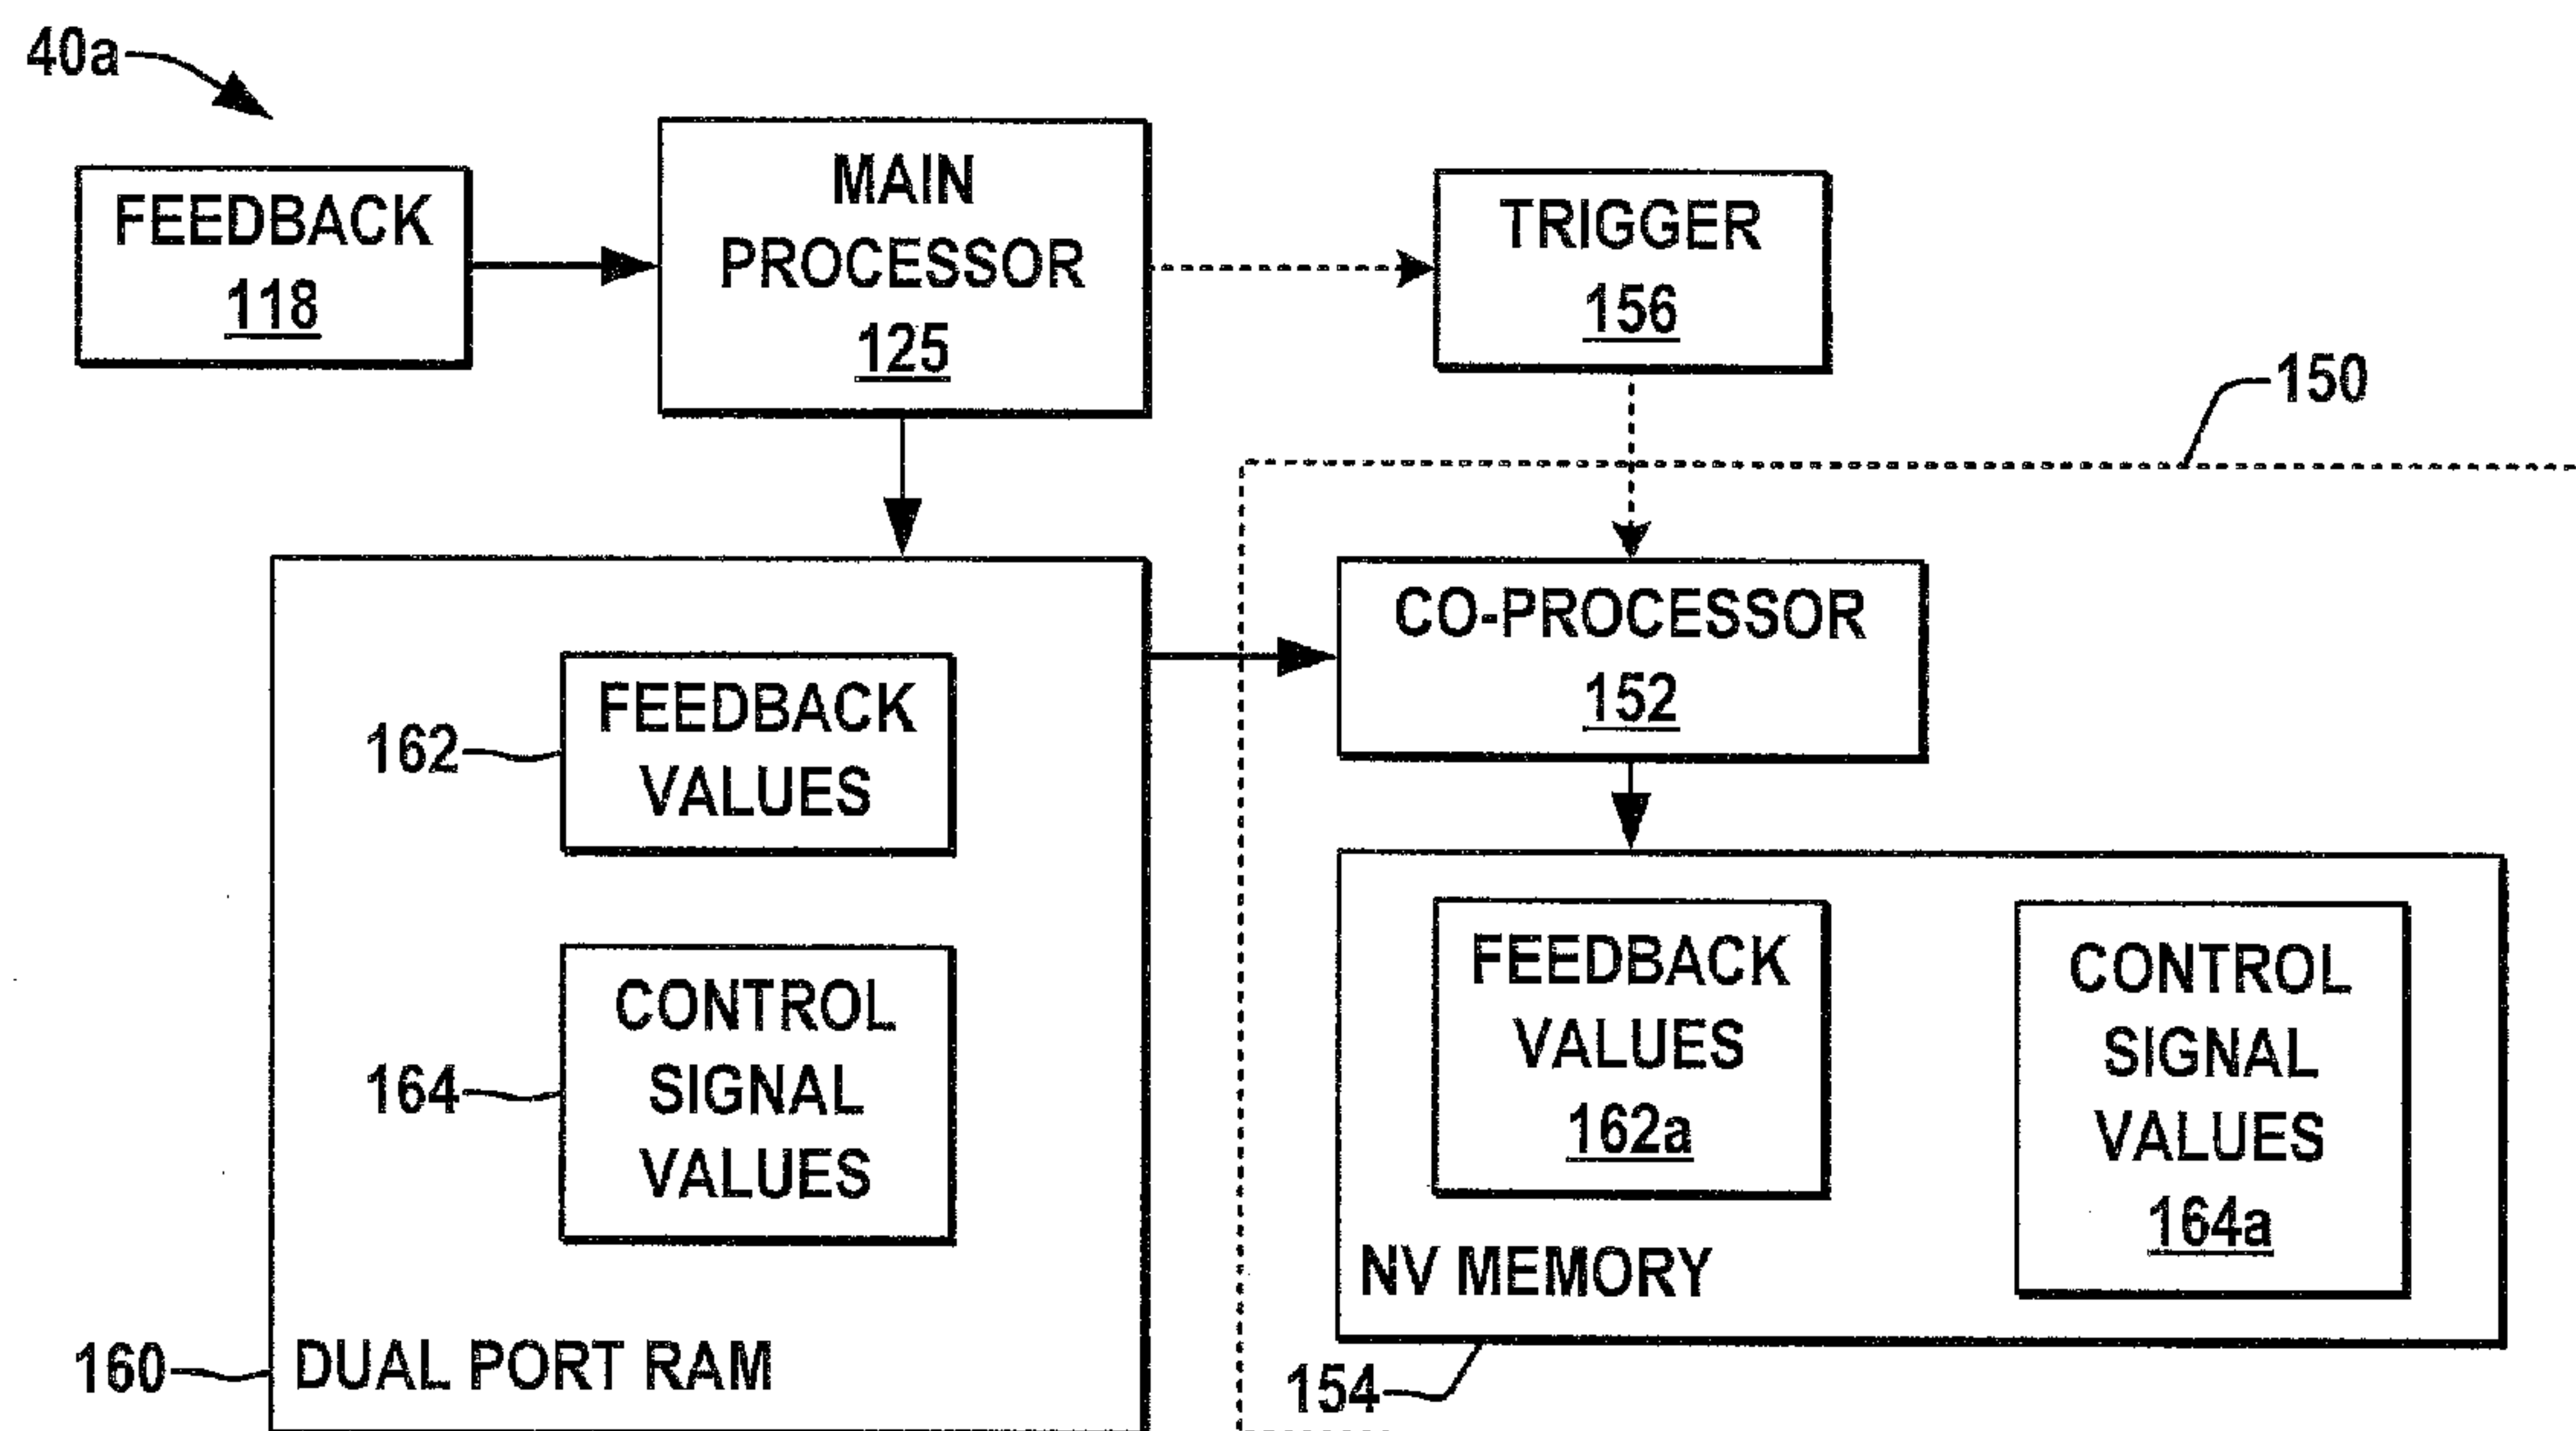 40a
FEEDBACK
118
MAIN
PROCESSOR
125
TRIGGER
156
150
CO-PROCESSOR
152
162
FEEDBACK
VALUES
164
CONTROL
SIGNAL
VALUES
160
DUAL PORT RAM
FEEDBACK
VALUES
162a
CONTROL
SIGNAL
VALUES
164a
NV MEMORY
154